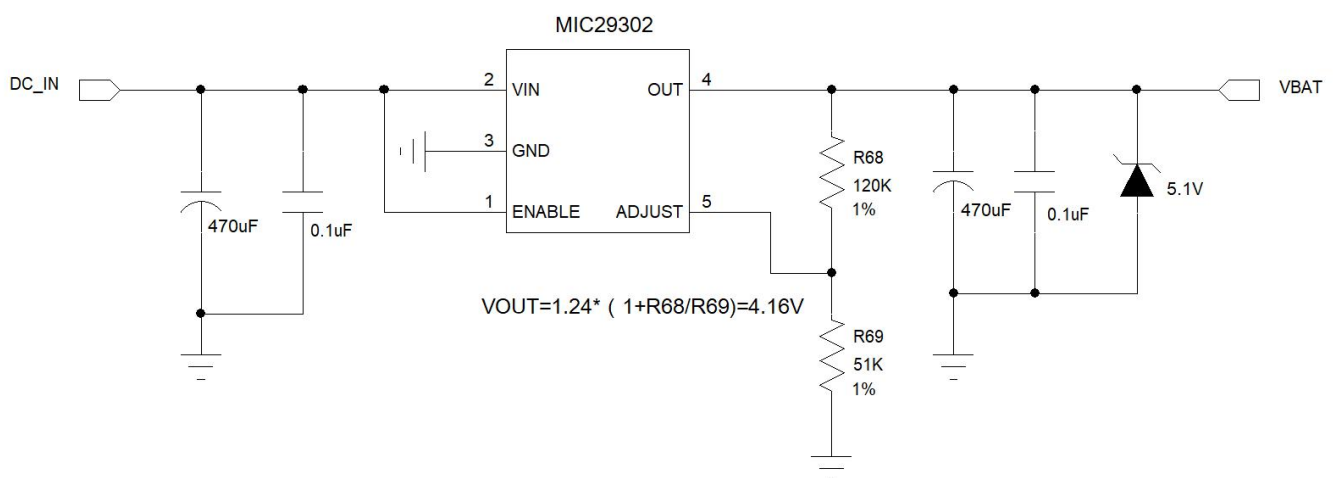 MIC29302
DC_IN
2
VIN
OUT
4
VBAT
3
GND
1
ENABLE
ADJUST
5
R68
120K
1%
470uF
0.1uF
470uF
0.1uF
5.1V
VOUT=1.24* ( 1+R68/R69)=4.16V
R69
51K
1%